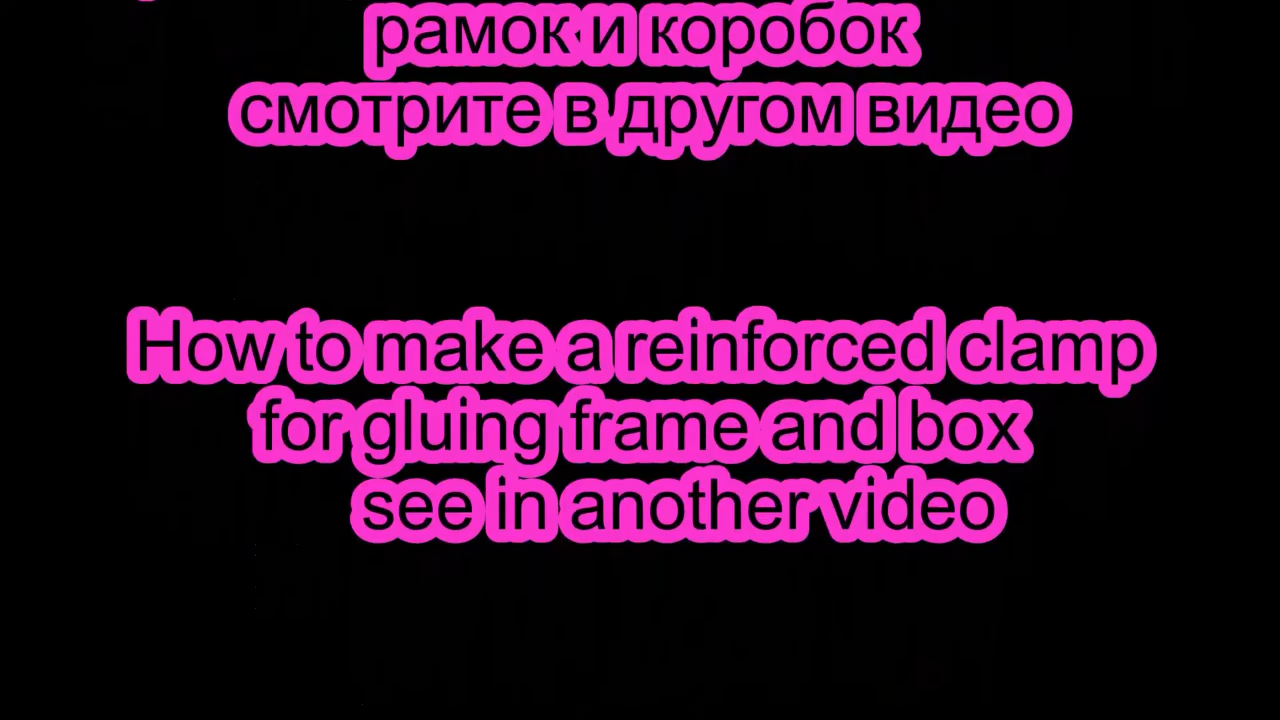 рамок и коробок
смотрите в другом видео
How to make a reinforced clamp
for gluing frame and box
see in another video